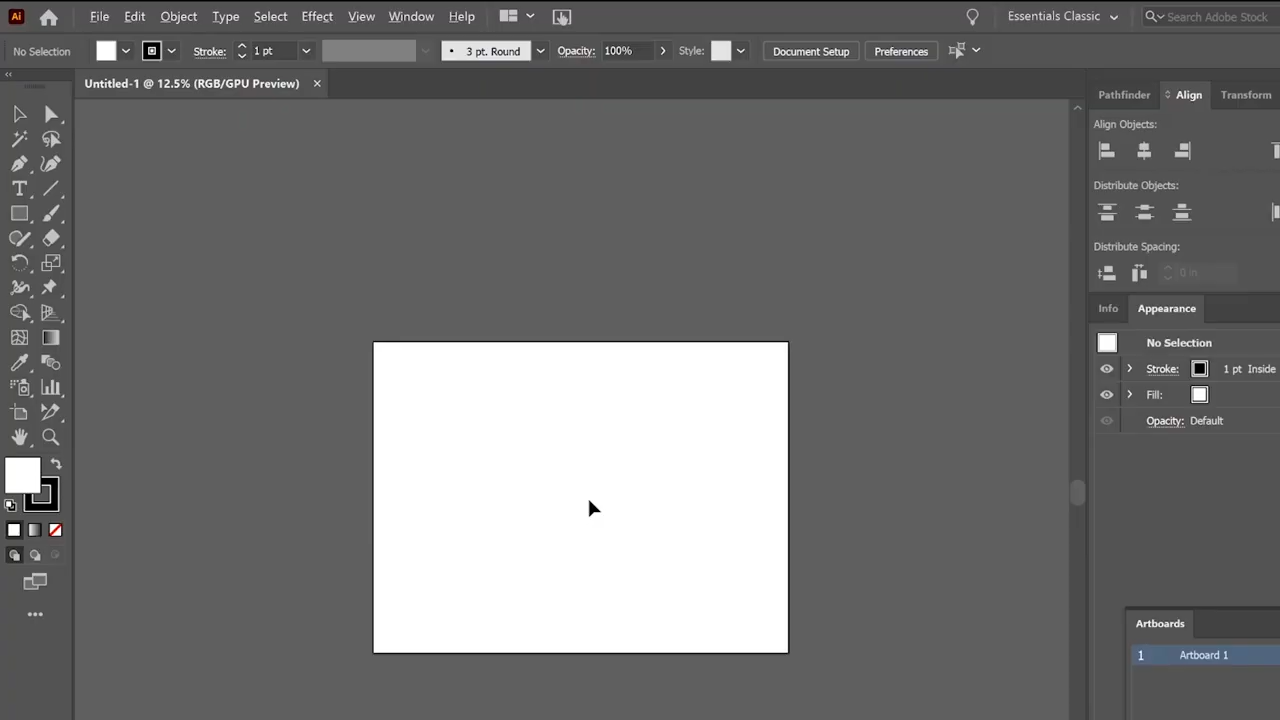 Ai File Edit Object Type Select Effect View Window Help Essentials Classic Search Adobe Stock
No Selection Stroke: 1 pt 3 pt. Round Opacity: 100% Style: Document Setup Preferences
Untitled-1 @ 12.5% (RGB/GPU Preview)
Pathfinder Align Transform
Align Objects:
Distribute Objects:
Distribute Spacing:
0 in
Info Appearance
No Selection
Stroke: 1 pt Inside
Fill:
Opacity: Default
Artboards
1 Artboard 1